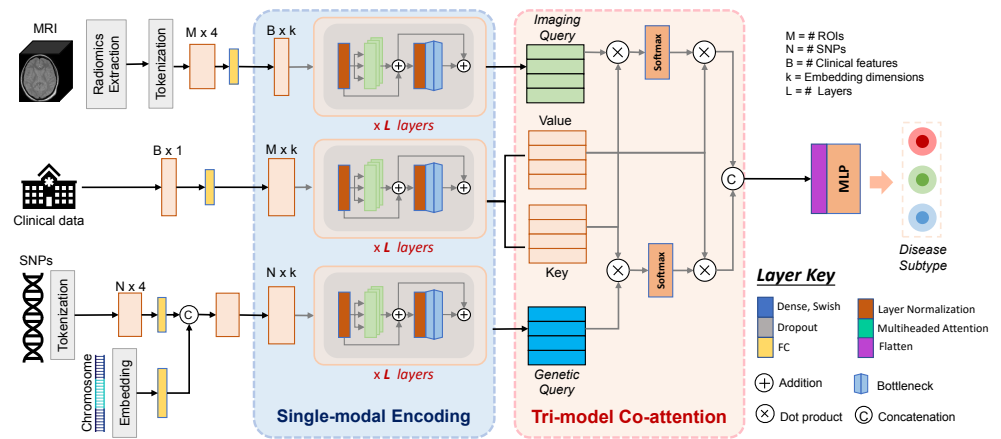 MRI
Radiomics
Extraction
Tokenization
M x 4
B x k
x L layers
Imaging
Query
Softmax
M = # ROIs
N = # SNPs
B = # Clinical features
k = Embedding dimensions
L = # Layers
Clinical data
B x 1
M x k
x L layers
Value
Key
C
MLP
Disease
Subtype
SNPs
Tokenization
N x 4
C
Chromosome
Embedding
N x k
x L layers
Softmax
Genetic
Query
Single-modal Encoding
Tri-model Co-attention
Layer Key
Dense, Swish
Dropout
FC
Layer Normalization
Multiheaded Attention
Flatten
Addition
Bottleneck
Dot product
C
Concatenation